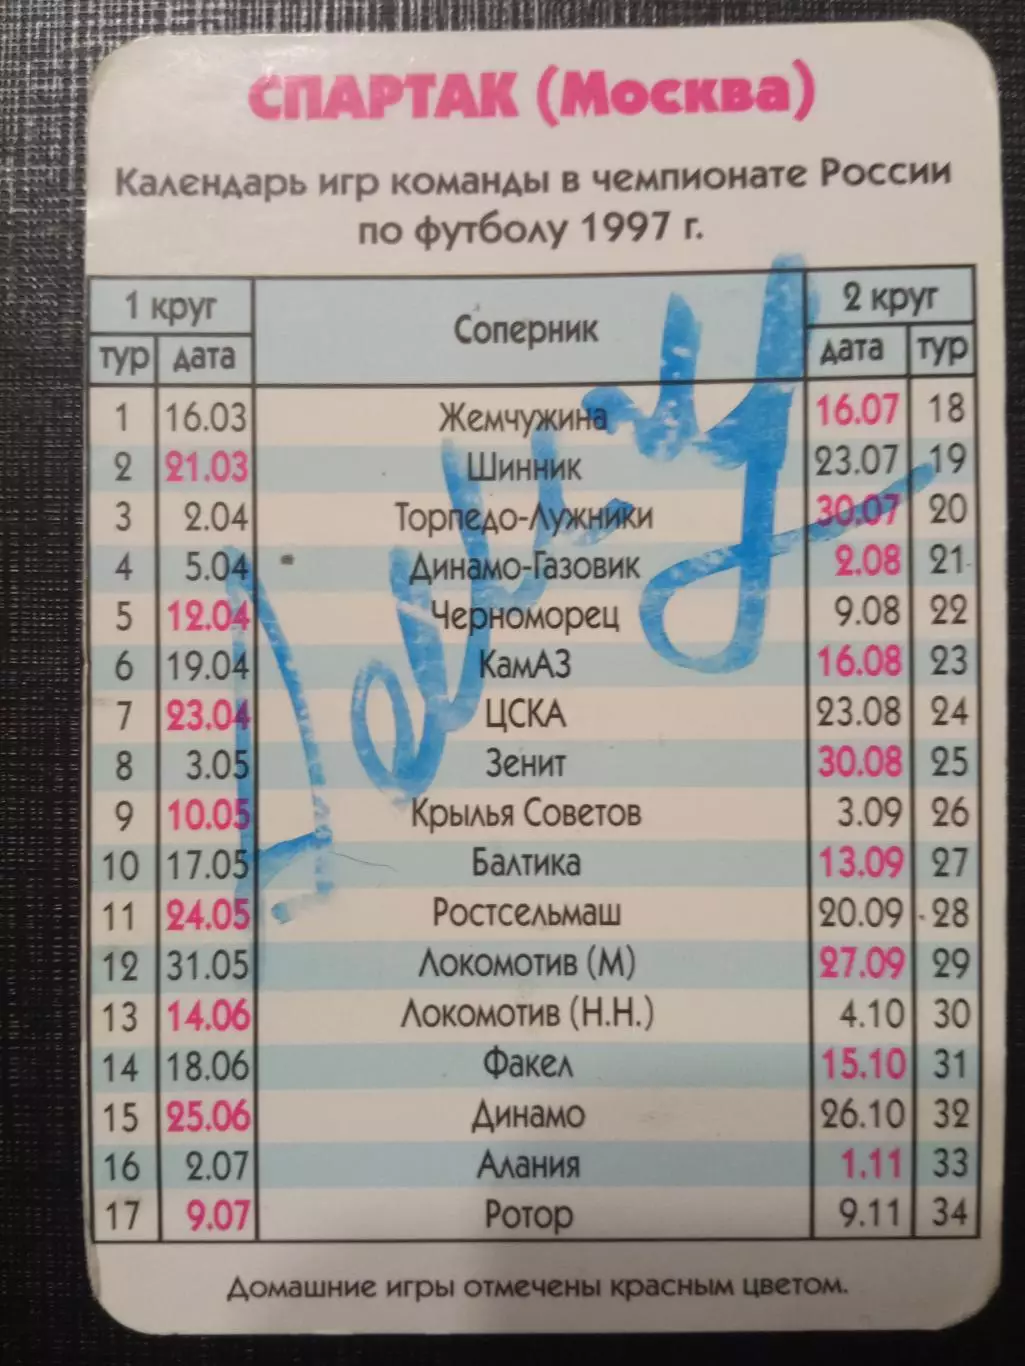 СПАРТАК (Москва)
Календарь игр команды в чемпионате России
по футболу 1997 г.
1 круг Соперник 2 круг
тур дата дата тур
1 16.03 Жемчужина 16.07 18
2 21.03 Шинник 23.07 19
3 2.04 Торпедо-Лужники 30.07 20
4 5.04 Динамо-Газовик 2.08 21
5 12.04 Черноморец 9.08 22
6 19.04 КамАЗ 16.08 23
7 23.04 ЦСКА 23.08 24
8 3.05 Зенит 30.08 25
9 10.05 Крылья Советов 3.09 26
10 17.05 Балтика 13.09 27
11 24.05 Ростсельмаш 20.09 28
12 31.05 Локомотив (М) 27.09 29
13 14.06 Локомотив (Н.Н.) 4.10 30
14 18.06 Факел 15.10 31
15 25.06 Динамо 26.10 32
16 2.07 Алания 1.11 33
17 9.07 Ротор 9.11 34
Домашние игры отмечены красным цветом.